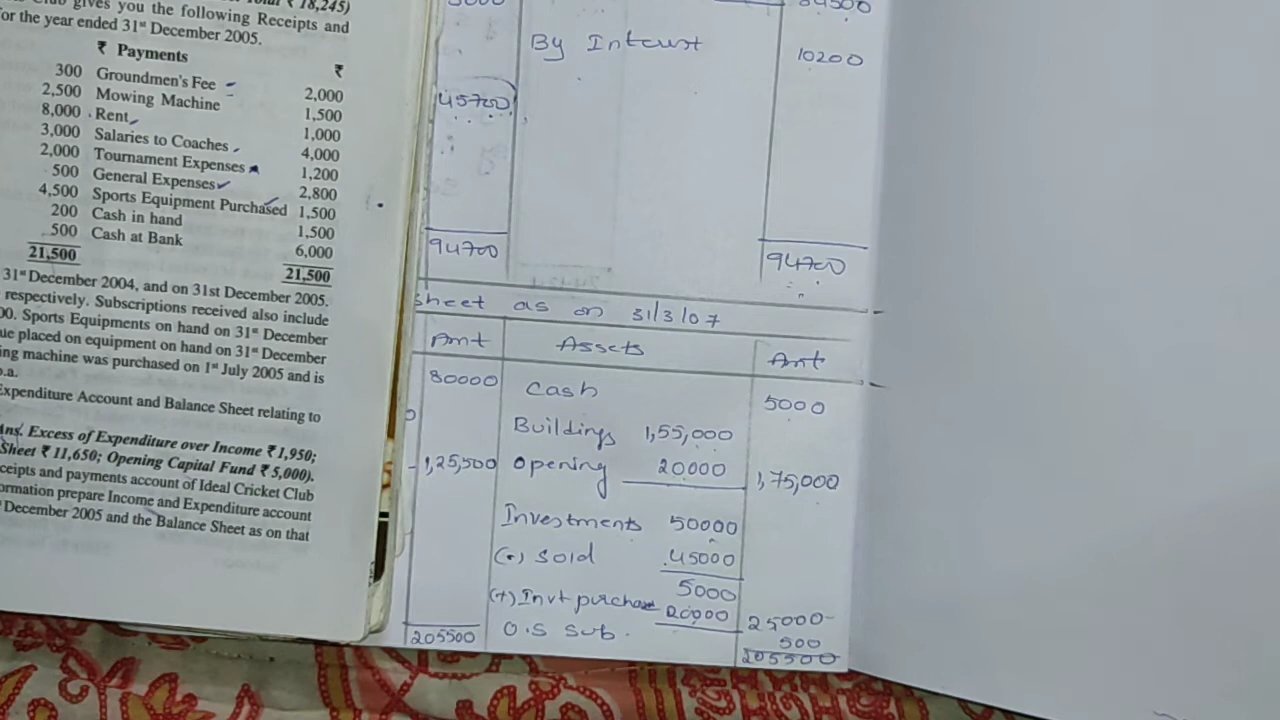 gives you the following Receipts and
for the year ended 31st December 2005.
₹ Payments ₹
300 Groundmen's Fee 2,000
2,500 Mowing Machine 1,500
8,000 Rent 1,000
3,000 Salaries to Coaches 4,000
2,000 Tournament Expenses 1,200
500 General Expenses 2,800
4,500 Sports Equipment Purchased 1,500
200 Cash in hand 1,500
500 Cash at Bank 6,000
21,500 21,500
31st December 2004, and on 31st December 2005.
respectively. Subscriptions received also include
00. Sports Equipments on hand on 31st December
ue placed on equipment on hand on 31st December
ing machine was purchased on 1st July 2005 and is
p.a.
Expenditure Account and Balance Sheet relating to
Ans. Excess of Expenditure over Income ₹ 1,950;
Sheet ₹ 11,650; Opening Capital Fund ₹ 5,000).
ceipts and payments account of Ideal Cricket Club
ormation prepare Income and Expenditure account
December 2005 and the Balance Sheet as on that
By Interest 10200
45700
94700 94700
sheet as on 31/3/07
Amt Assets Amt
80000 Cash 5000
Buildings 1,55,000
1,25,500 Opening 20000 1,75,000
Investments 50000
(-) Sold 45000
5000
(+) Invt purchase 20000 25000
O.S Sub. 500
205500 205500